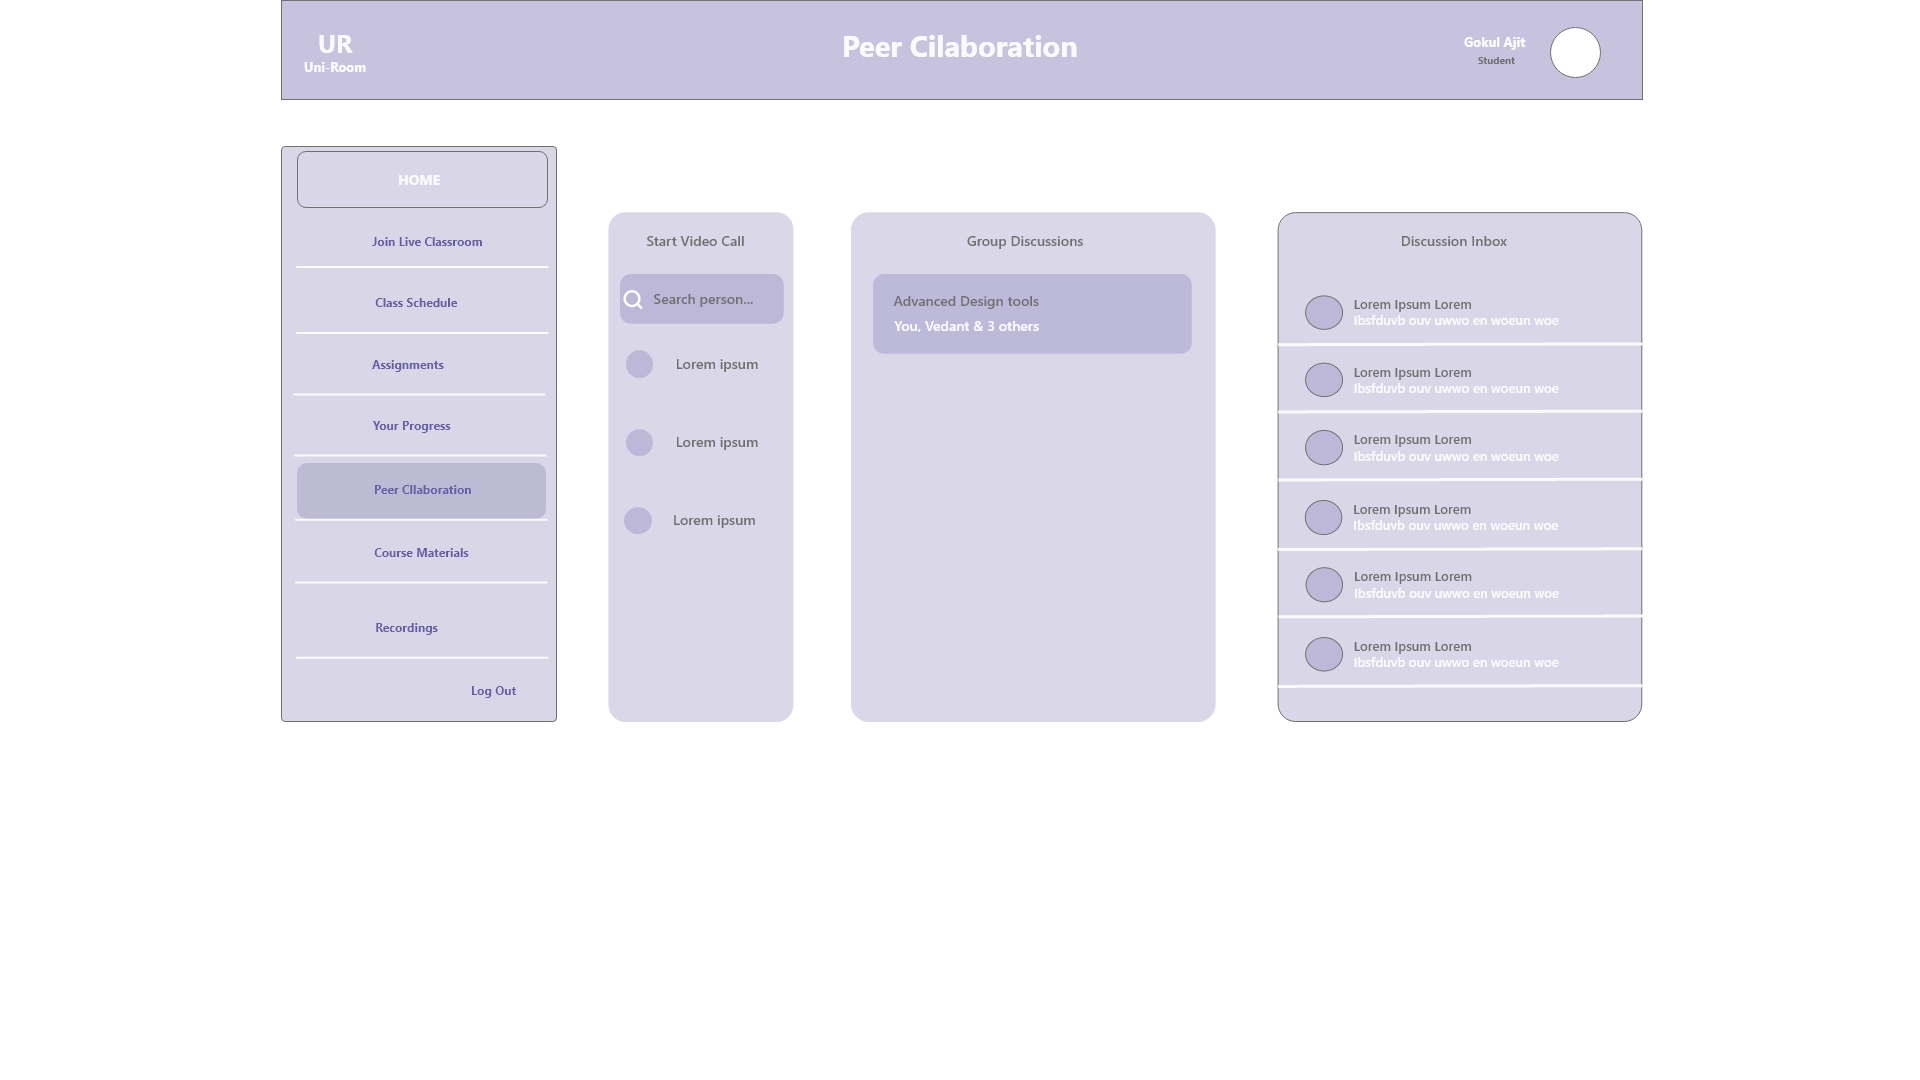 UR
Uni-Room
Peer Cilaboration
Gokul Ajit
Student
HOME
Join Live Classroom
Class Schedule
Assignments
Your Progress
Peer Cllaboration
Course Materials
Recordings
Log Out
Start Video Call
Search person...
Lorem ipsum
Lorem ipsum
Lorem ipsum
Group Discussions
Advanced Design tools
You, Vedant & 3 others
Discussion Inbox
Lorem Ipsum Lorem
Ibsfduvb ouv uwwo en woeun woe
Lorem Ipsum Lorem
Ibsfduvb ouv uwwo en woeun woe
Lorem Ipsum Lorem
Ibsfduvb ouv uwwo en woeun woe
Lorem Ipsum Lorem
Ibsfduvb ouv uwwo en woeun woe
Lorem Ipsum Lorem
Ibsfduvb ouv uwwo en woeun woe
Lorem Ipsum Lorem
Ibsfduvb ouv uwwo en woeun woe